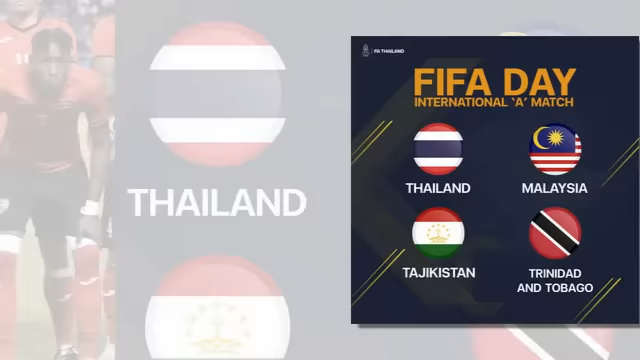 THAILAND
FA THAILAND
FIFA DAY
INTERNATIONAL 'A' MATCH
THAILAND
MALAYSIA
TAJIKISTAN
TRINIDAD
AND TOBAGO